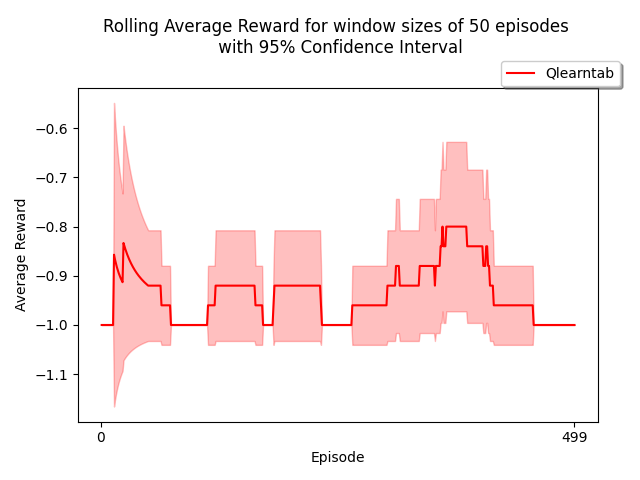 Rolling Average Reward for window sizes of 50 episodes
with 95% Confidence Interval
Qlearntab
−0.6
−0.7
−0.8
−0.9
−1.0
−1.1
Average Reward
0
499
Episode